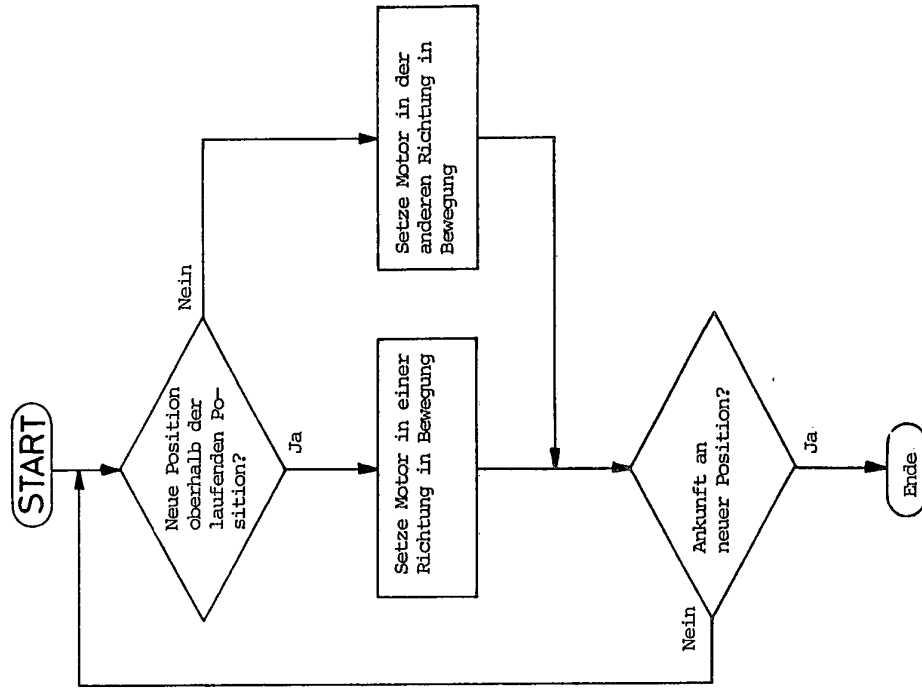 START
Neue Position
oberhalb der
laufenden Po-
sition?
Nein
Ja
Setze Motor in einer
Richtung in Bewegung
Setze Motor in der
anderen Richtung in
Bewegung
Ankunft an
neuer Position?
Nein
Ja
Ende